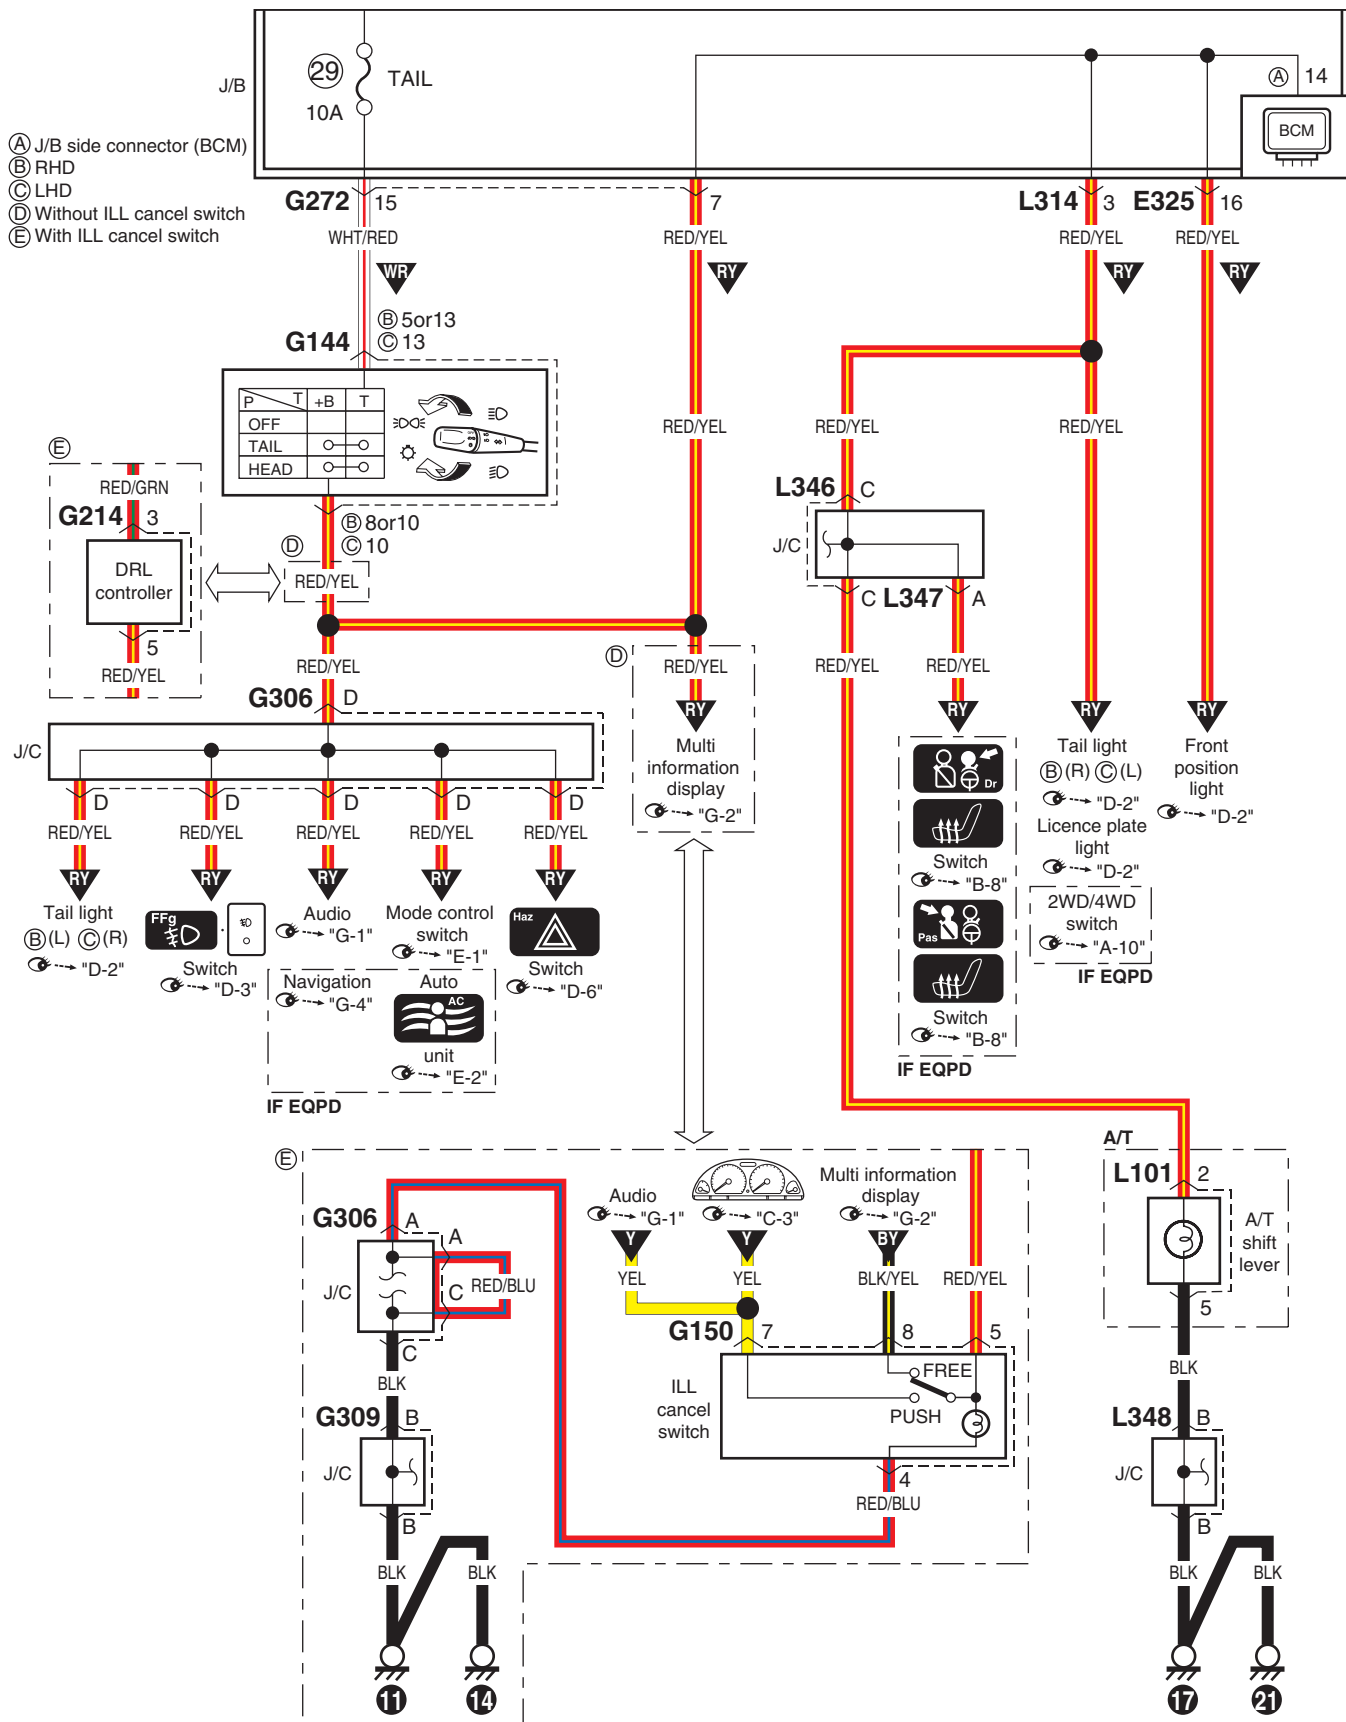 29
TAIL
10A
J/B
A 14
BCM
A J/B side connector (BCM)
B RHD
C LHD
D Without ILL cancel switch
E With ILL cancel switch
G272 15
7
L314 3
E325 16
WHT/RED
RED/YEL
RED/YEL
RED/YEL
WR
RY
RY
RY
B 5or13
G144 C 13
P T +B T
OFF
TAIL
HEAD
RED/YEL
RED/YEL
RED/YEL
E
RED/GRN
G214 3
DRL
controller
5
RED/YEL
B 8or10
D C 10
RED/YEL
L346 C
J/C
C L347 A
RED/YEL
D
RED/YEL
RED/YEL
RED/YEL
G306 D
J/C
D D D D D
RED/YEL RED/YEL RED/YEL RED/YEL RED/YEL
RY RY RY RY RY
RY
Multi
information
display
"G-2"
RY RY RY
Tail light
B (L) C (R)
"D-2"
FFg
Switch
"D-3"
Audio
"G-1"
Mode control
switch
"E-1"
Haz
Switch
"D-6"
Navigation
"G-4"
Auto
AC
unit
"E-2"
IF EQPD
Dr
Switch
"B-8"
Pas
Switch
"B-8"
IF EQPD
Tail light
B (R) C (L)
"D-2"
Licence plate
light
"D-2"
2WD/4WD
switch
"A-10"
IF EQPD
Front
position
light
"D-2"
E
G306 A
A
J/C
C RED/BLU
C
BLK
G309 B
J/C
B
BLK BLK
11 14
Audio
"G-1"
"C-3"
Multi information
display
"G-2"
Y Y BY
YEL YEL BLK/YEL RED/YEL
G150 7 8 5
ILL
cancel
switch
FREE
PUSH
4
RED/BLU
A/T
L101 2
A/T
shift
lever
5
BLK
L348 B
J/C
B
BLK BLK
17 21